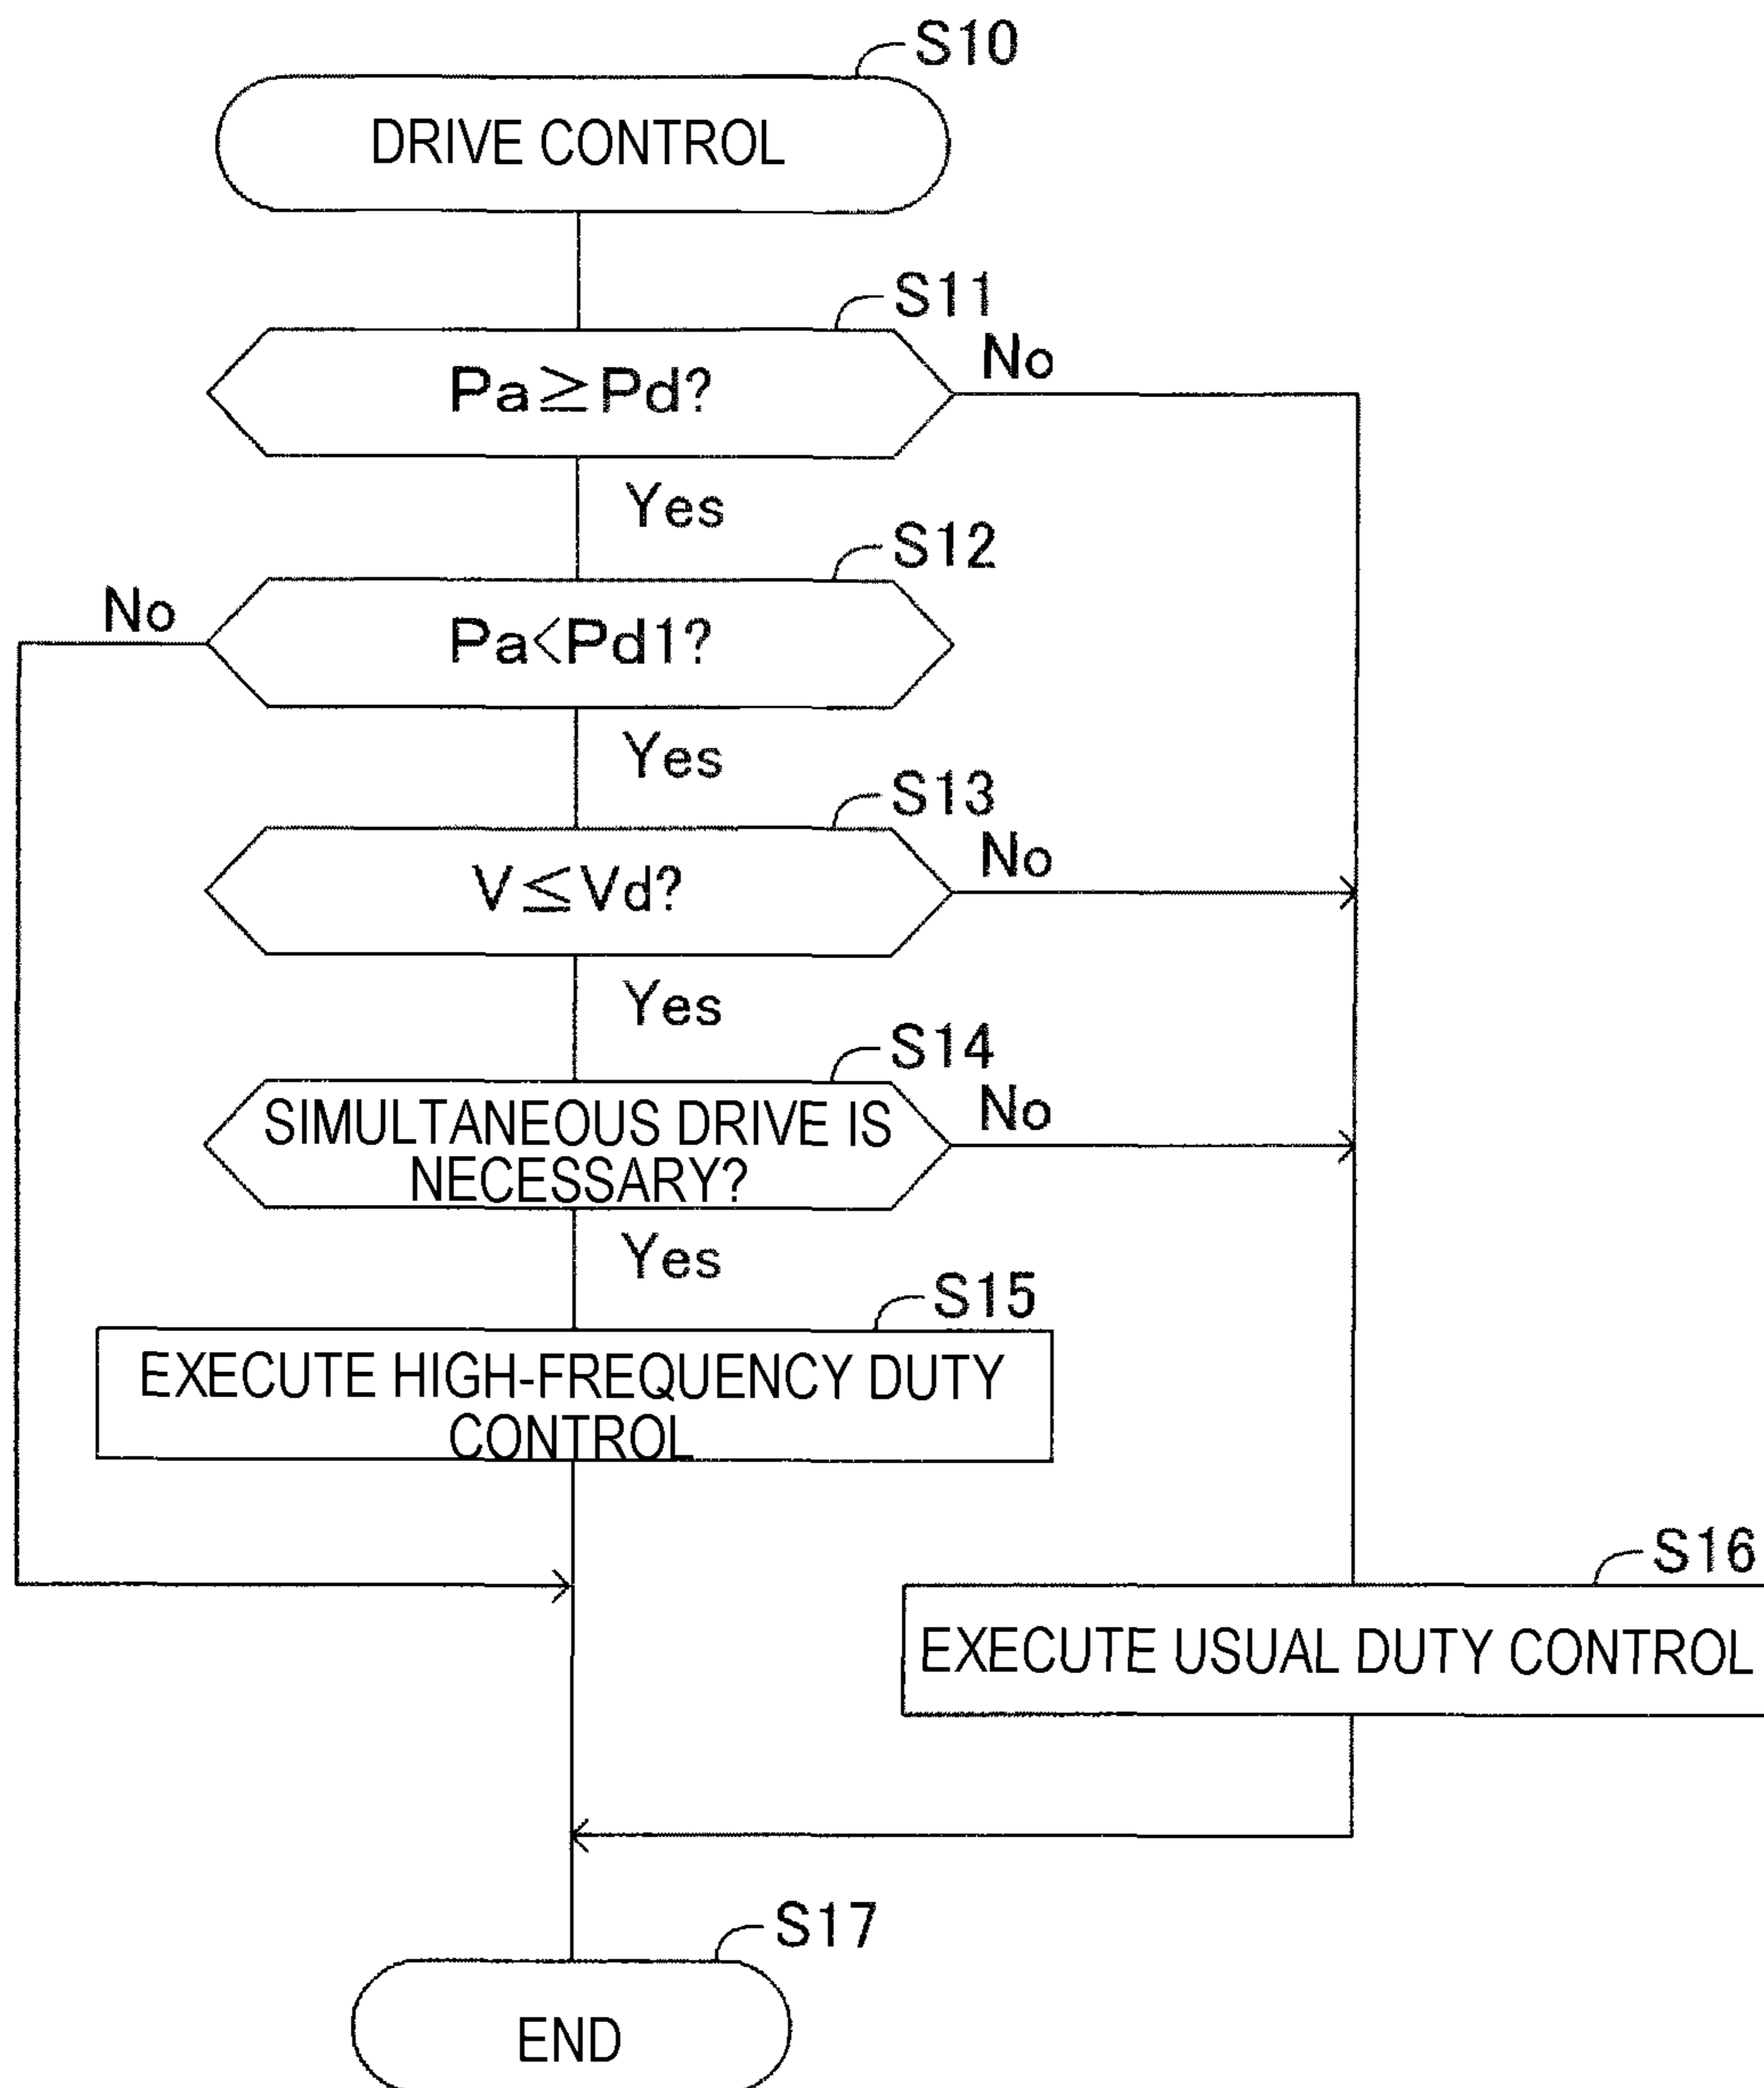 S10
DRIVE CONTROL
S11
Pa≧Pd?
No
Yes
S12
No
Pa<Pd1?
Yes
S13
V≦Vd?
No
Yes
S14
SIMULTANEOUS DRIVE IS
NECESSARY?
No
Yes
S15
EXECUTE HIGH-FREQUENCY DUTY
CONTROL
S16
EXECUTE USUAL DUTY CONTROL
S17
END